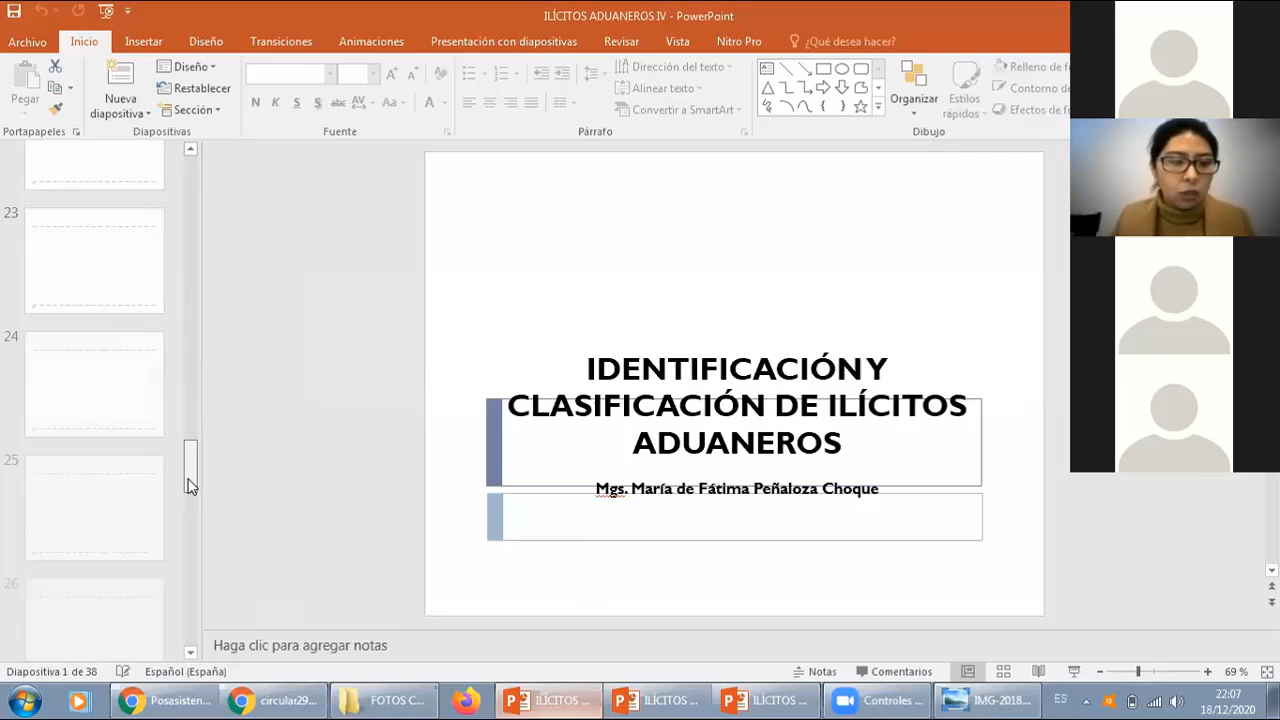 ILÍCITOS ADUANEROS IV - PowerPoint
Archivo Inicio Insertar Diseño Transiciones Animaciones Presentación con diapositivas Revisar Vista Nitro Pro ¿Qué desea hacer?
Pegar
Nueva diapositiva
Diseño
Restablecer
Sección
N K S S abc AV Aa A
Dirección del texto
Alinear texto
Convertir a SmartArt
Organizar
Estilos rápidos
Relleno de
Contorno de
Efectos de
Portapapeles Diapositivas Fuente Párrafo Dibujo
23
24
25
26
IDENTIFICACIÓN Y
CLASIFICACIÓN DE ILÍCITOS
ADUANEROS
Mgs. María de Fátima Peñaloza Choque
Haga clic para agregar notas
Diapositiva 1 de 38 Español (España) Notas Comentarios 69 %
Posasisten... circular29... FOTOS C... ILÍCITOS ... ILÍCITOS ... ILÍCITOS ... Controles ... IMG-2018... ES 22:07
18/12/2020